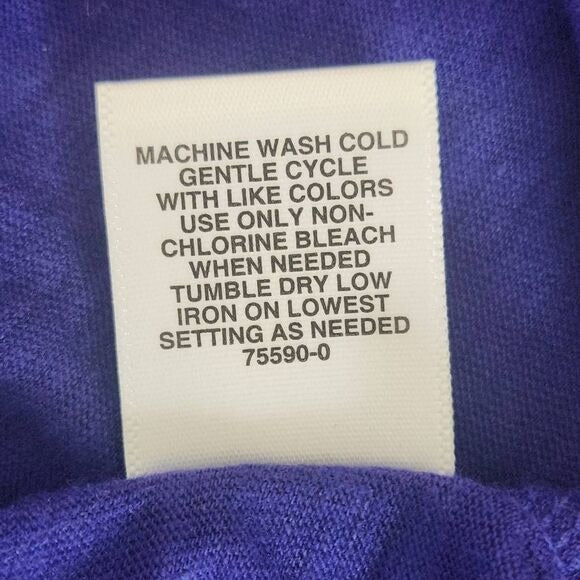 MACHINE WASH COLD
GENTLE CYCLE
WITH LIKE COLORS
USE ONLY NON-
CHLORINE BLEACH
WHEN NEEDED
TUMBLE DRY LOW
IRON ON LOWEST
SETTING AS NEEDED
75590-0